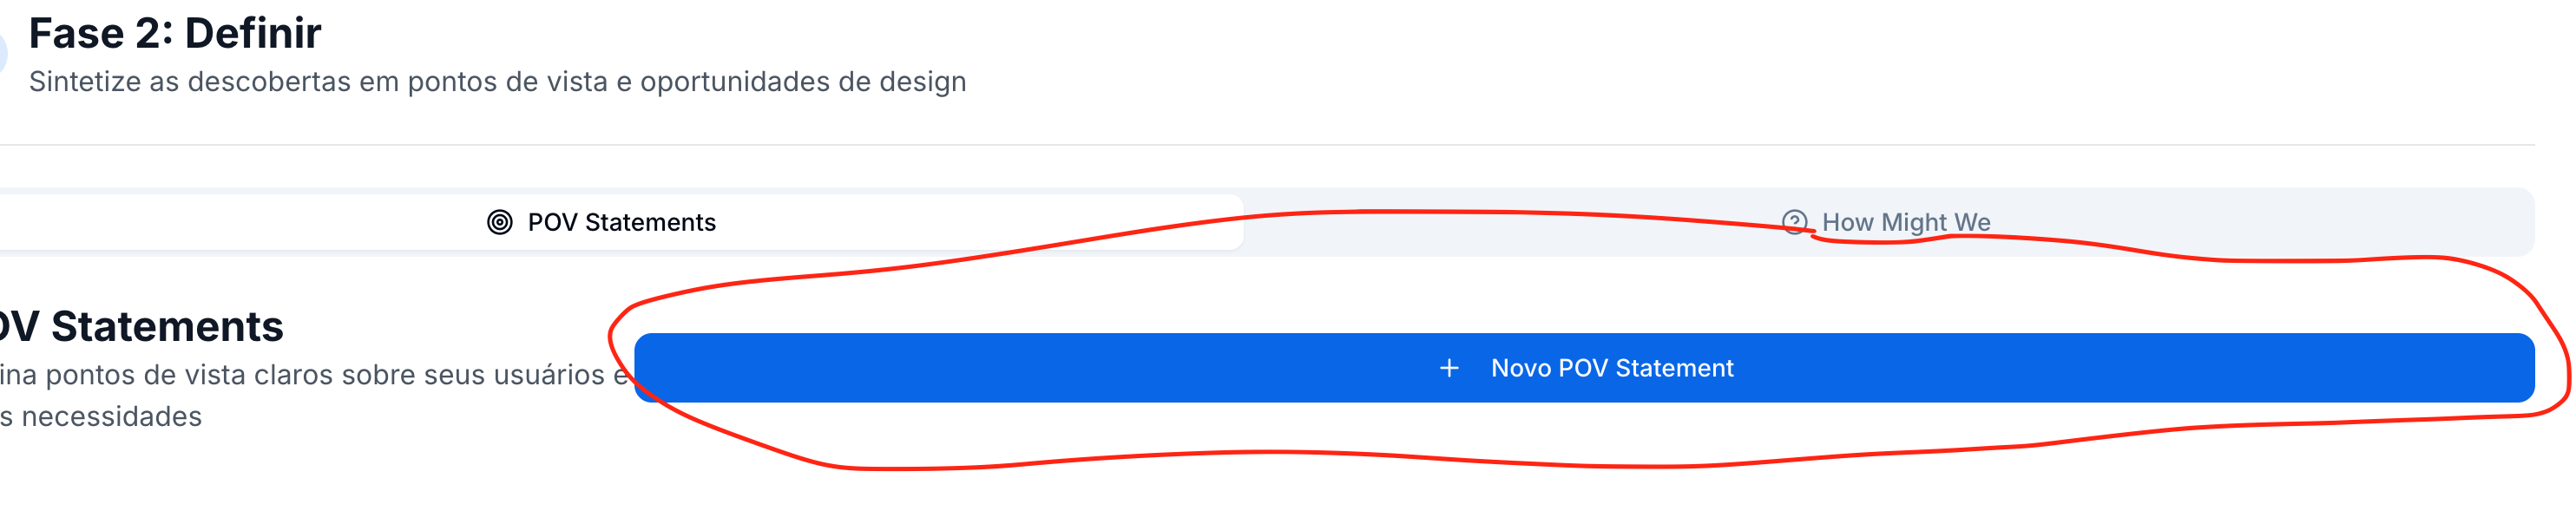 Fase 2: Definir
Sintetize as descobertas em pontos de vista e oportunidades de design
POV Statements
How Might We
OV Statements
ina pontos de vista claros sobre seus usuários e
s necessidades
Novo POV Statement